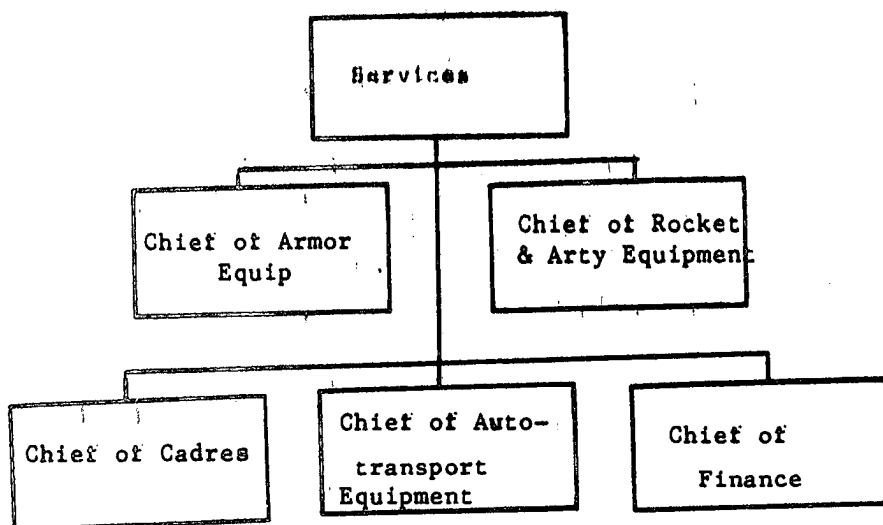 Services
Chief of Armor
Equip
Chief of Rocket
& Arty Equipment
Chief of Cadres
Chief of Auto-
transport
Equipment
Chief of
Finance